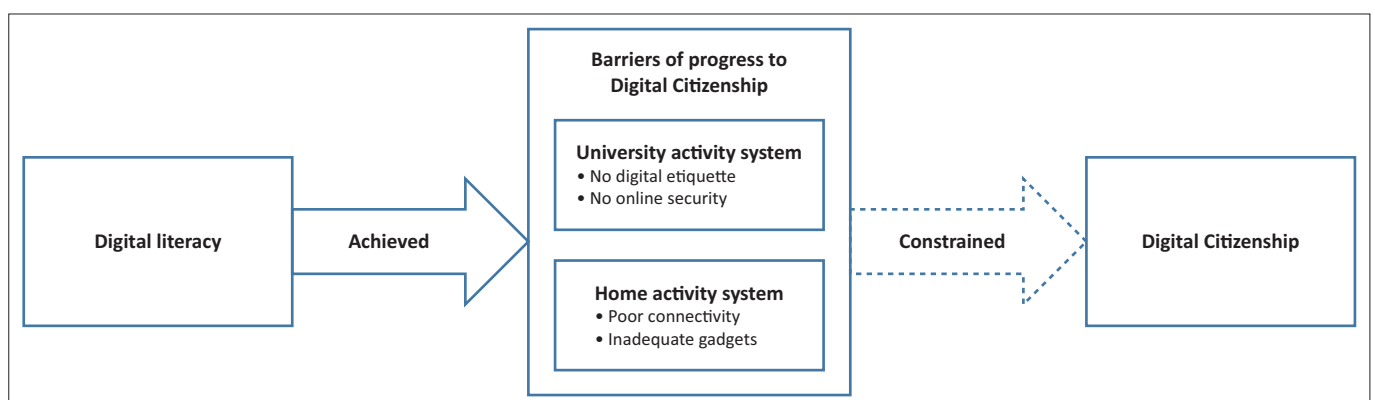 Digital literacy
Achieved
Barriers of progress to
Digital Citizenship
University activity system
• No digital etiquette
• No online security
Home activity system
• Poor connectivity
• Inadequate gadgets
Constrained
Digital Citizenship